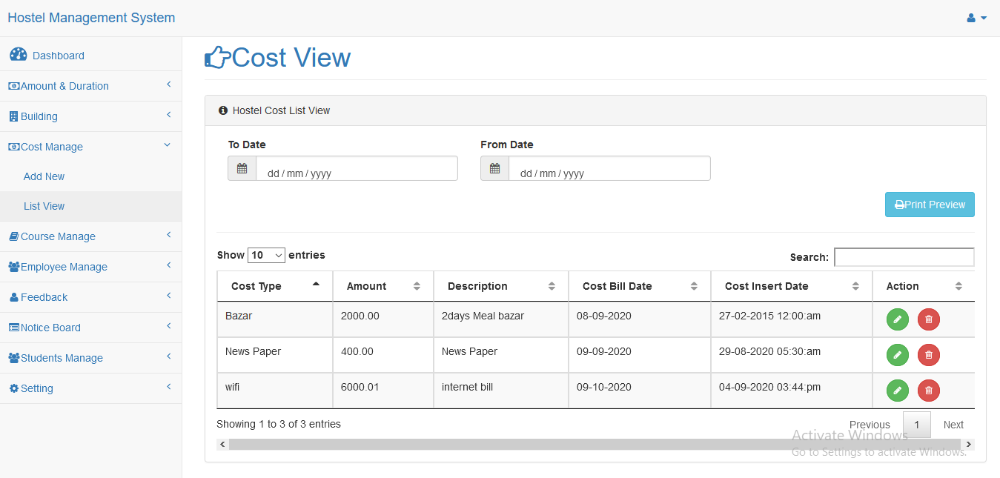 Hostel Management System
Dashboard
Amount & Duration
Building
Cost Manage
Add New
List View
Course Manage
Employee Manage
Feedback
Notice Board
Students Manage
Setting
Cost View
Hostel Cost List View
To Date From Date
dd / mm / yyyy dd / mm / yyyy
Print Preview
Show 10 entries Search:
Cost Type Amount Description Cost Bill Date Cost Insert Date Action
Bazar 2000.00 2days Meal bazar 08-09-2020 27-02-2015 12:00:am
News Paper 400.00 News Paper 09-09-2020 29-08-2020 05:30:am
wifi 6000.01 internet bill 09-10-2020 04-09-2020 03:44:pm
Showing 1 to 3 of 3 entries Previous 1 Next
Activate Windows
Go to Settings to activate Windows.